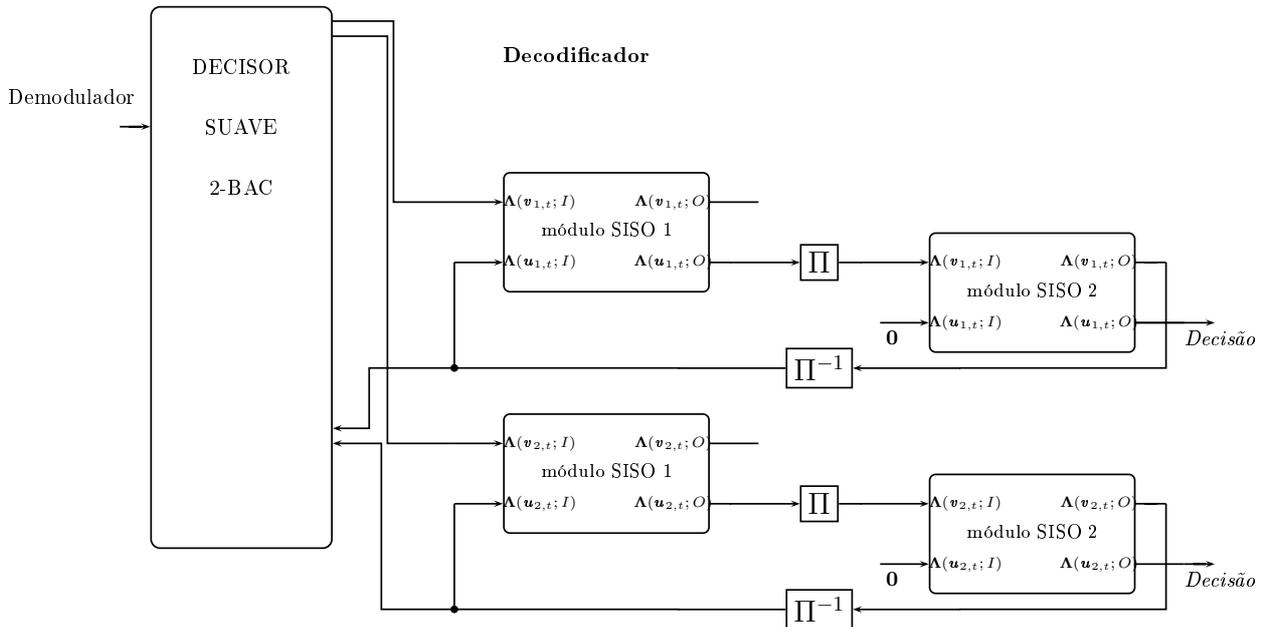 Decodificador
DECISOR
Demodulador
SUAVE
2-BAC
Λ(v1,t; I) Λ(v1,t; O)
módulo SISO 1
Λ(u1,t; I) Λ(u1,t; O)
Π
Λ(v1,t; I) Λ(v1,t; O)
módulo SISO 2
Λ(u1,t; I) Λ(u1,t; O)
0
Decisão
Π−1
Λ(v2,t; I) Λ(v2,t; O)
módulo SISO 1
Λ(u2,t; I) Λ(u2,t; O)
Π
Λ(v2,t; I) Λ(v2,t; O)
módulo SISO 2
Λ(u2,t; I) Λ(u2,t; O)
0
Decisão
Π−1